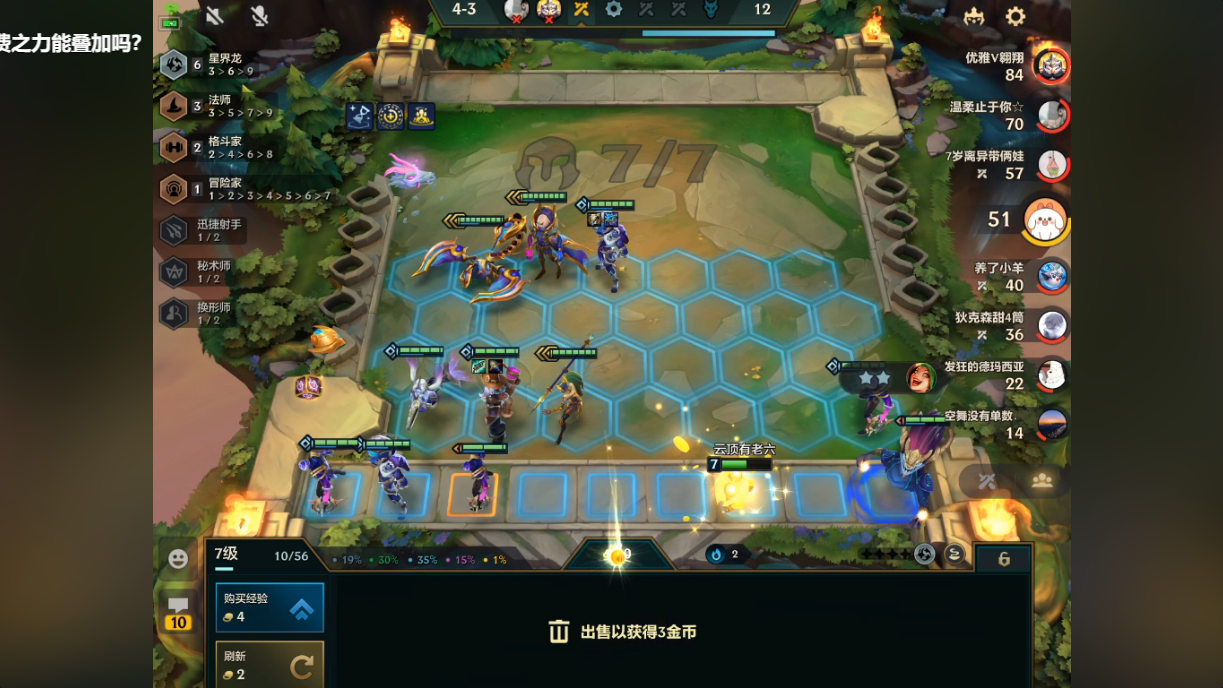 费之力能叠加吗?
4-3
12
6 星界龙
3 > 6 > 9
3 法师
3 > 5 > 7 > 9
2 格斗家
2 > 4 > 6 > 8
1 冒险家
1 > 2 > 3 > 4 > 5 > 6 > 7
迅捷射手
1 / 2
秘术师
1 / 2
换形师
1 / 2
7/7
优雅V翱翔
84
温柔止于你☆
70
7岁离异带俩娃
57
51
养了小羊
40
狄克森甜4筒
36
发狂的德玛西亚
22
空舞没有单数.
14
云顶有老六
7
7级
10/56
19%
30%
35%
15%
1%
2
购买经验
4
刷新
2
10
出售以获得3金币